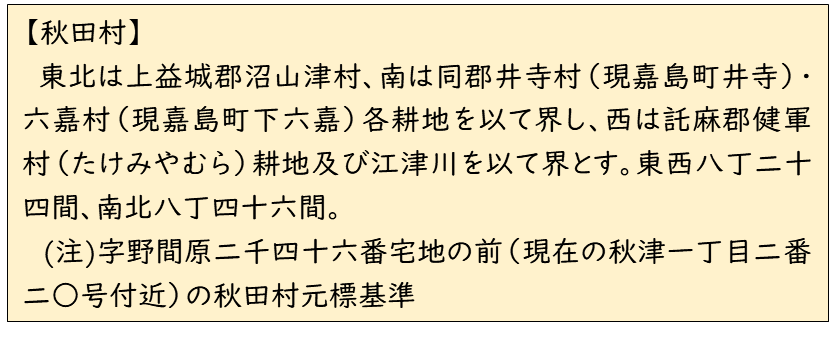 【秋田村】
東北は上益城郡沼山津村、南は同郡井寺村（現嘉島町井寺）・
六嘉村（現嘉島町下六嘉）各耕地を以て界し、西は託麻郡健軍
村（たけみやむら）耕地及び江津川を以て界とす。東西八丁二十
四間、南北八丁四十六間。
(注)字野間原二千四十六番宅地の前（現在の秋津一丁目二番
二〇号付近）の秋田村元標基準